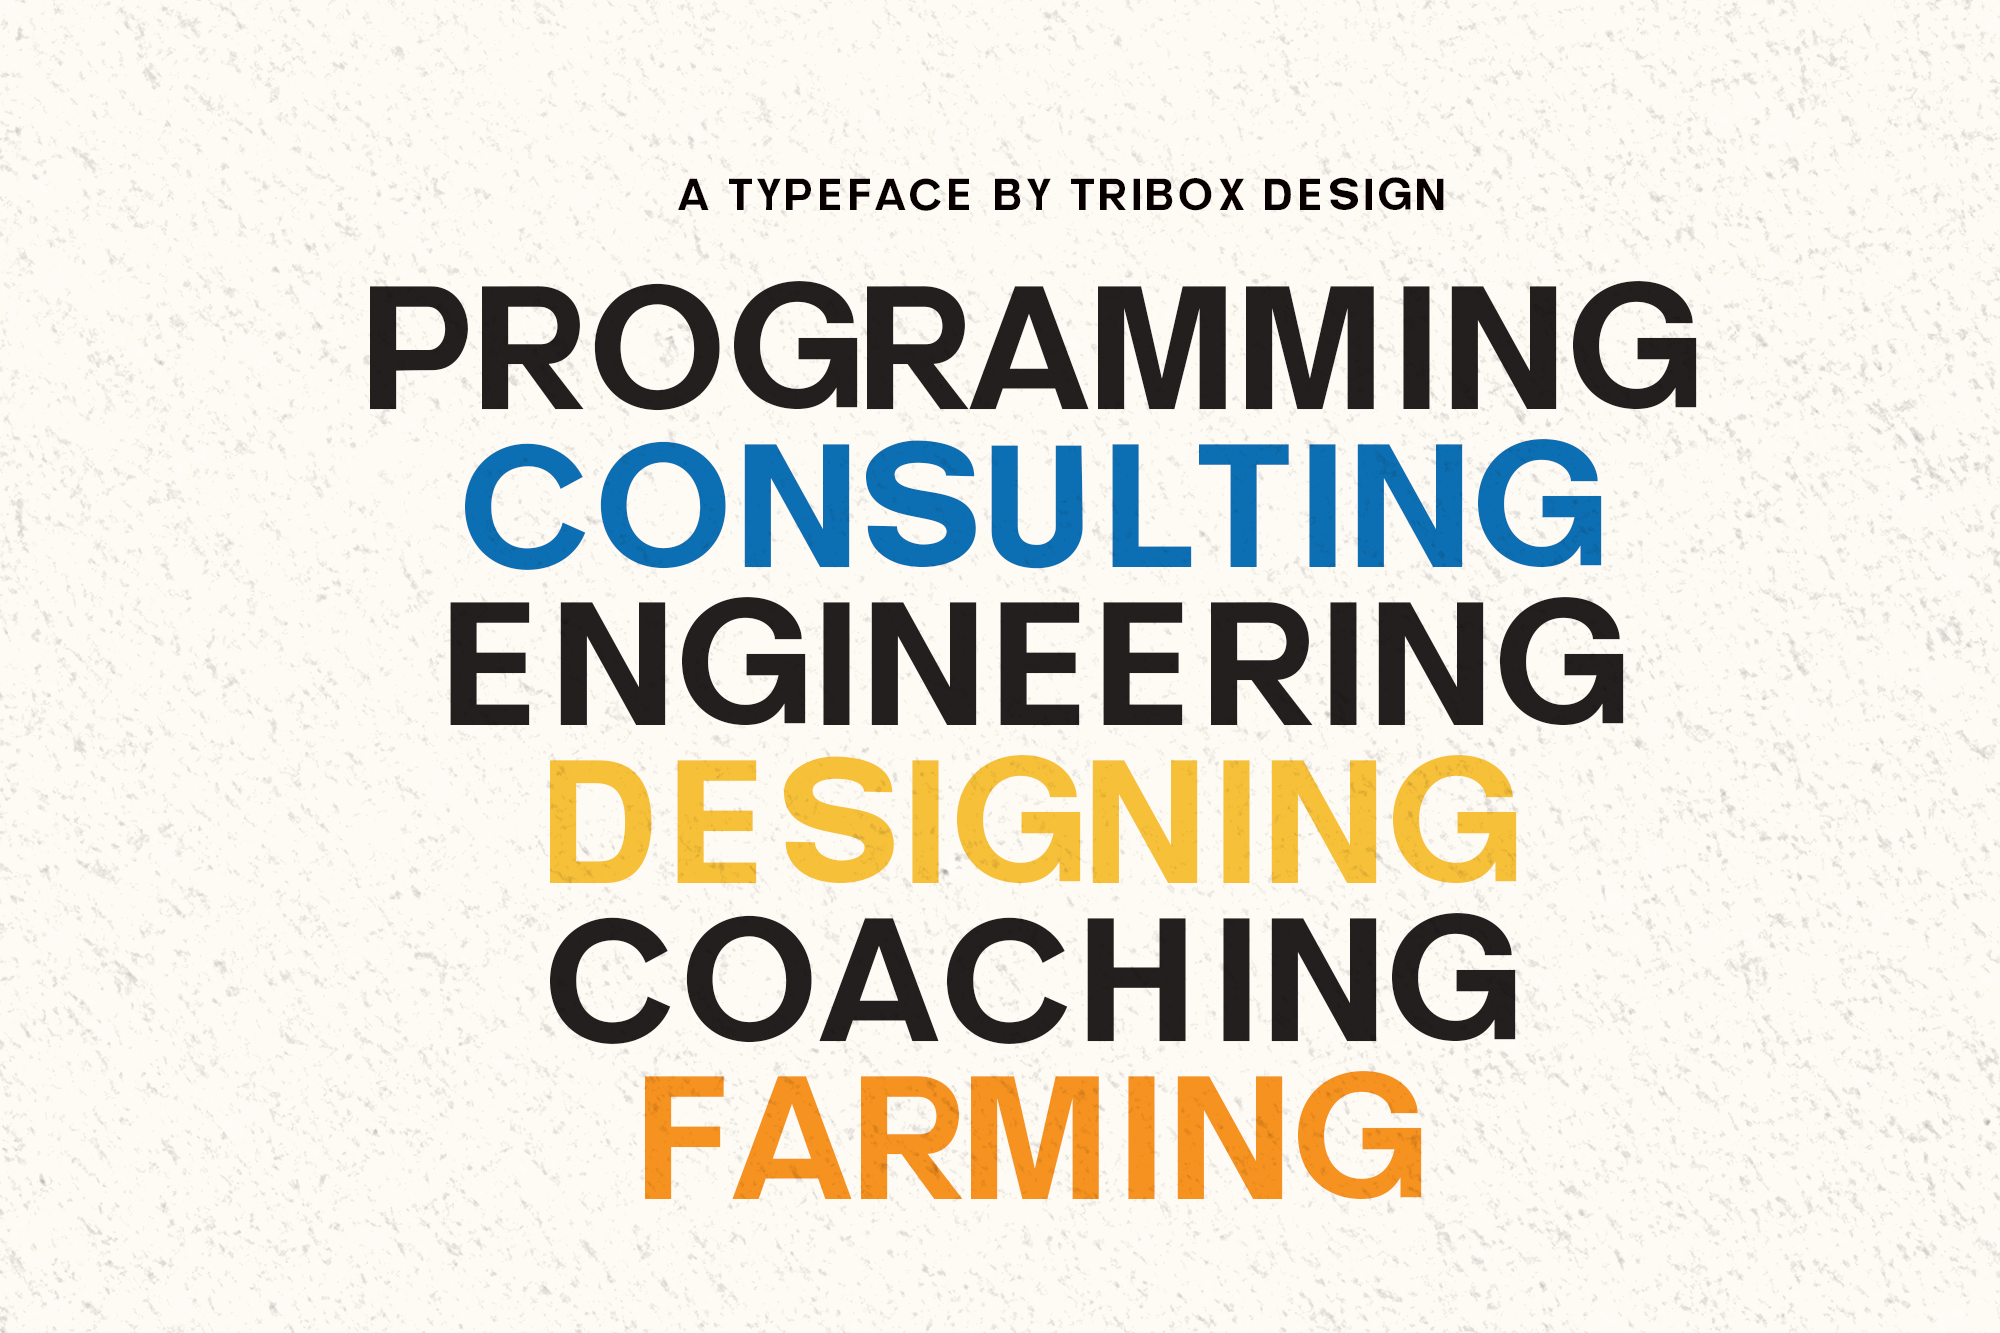 A TYPEFACE BY TRIBOX DESIGN
PROGRAMMING
CONSULTING
ENGINEERING
DESIGNING
COACHING
FARMING